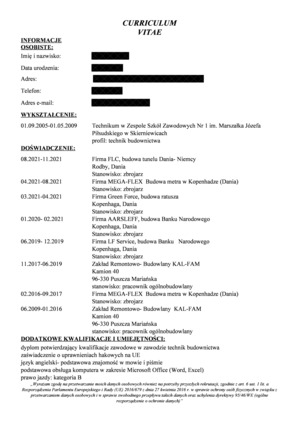 CURRICULUM
VITAE
INFORMACJE
OSOBISTE:
Imię i nazwisko:
Data urodzenia:
Adres:
Telefon:
Adres e-mail:
WYKSZTAŁCENIE:
01.09.2005-01.05.2009 Technikum w Zespole Szkół Zawodowych Nr 1 im. Marszałka Józefa
Piłsudskiego w Skierniewicach
profil: technik budownictwa
DOŚWIADCZENIE:
08.2021-11.2021 Firma FLC, budowa tunelu Dania- Niemcy
Rodby, Dania
Stanowisko: zbrojarz
04.2021-08.2021 Firma MEGA-FLEX Budowa metra w Kopenhadze (Dania)
Stanowisko: zbrojarz
03.2021-04.2021 Firma Green Force, budowa ratusza
Kopenhaga, Dania
Stanowisko: zbrojarz
01.2020- 02.2021 Firma AARSLEFF, budowa Banku Narodowego
Kopenhaga, Dania
Stanowisko: zbrojarz
06.2019- 12.2019 Firma LF Service, budowa Banku Narodowego
Kopenhaga, Dania
Stanowisko: zbrojarz
11.2017-06.2019 Zakład Remontowo- Budowlany KAL-FAM
Kamion 40
96-330 Puszcza Mariańska
stanowisko: pracownik ogólnobudowlany
02.2016-09.2017 Firma MEGA-FLEX Budowa metra w Kopenhadze (Dania)
Stanowisko: zbrojarz
06.2009-01.2016 Zakład Remontowo- Budowlany KAL-FAM
Kamion 40
96-330 Puszcza Mariańska
stanowisko: pracownik ogólnobudowlany
DODATKOWE KWALIFIKACJE I UMIEJĘTNOŚCI:
dyplom potwierdzający kwalifikacje zawodowe w zawodzie technik budownictwa
zaświadczenie o uprawnieniach hakowego na UE
język angielski- podstawowa znajomość w mowie i piśmie
podstawowa obsługa komputera w zakresie Microsoft Office (Word, Excel)
prawo jazdy: kategoria B
„Wyrażam zgodę na przetwarzanie moich danych osobowych również na potrzeby przyszłych rekrutacji, zgodnie z art. 6 ust. 1 lit. a
Rozporządzenia Parlamentu Europejskiego i Rady (UE) 2016/679 z dnia 27 kwietnia 2016 r. w sprawie ochrony osób fizycznych w związku z
przetwarzaniem danych osobowych i w sprawie swobodnego przepływu takich danych oraz uchylenia dyrektywy 95/46/WE (ogólne
rozporządzenie o ochronie danych)"